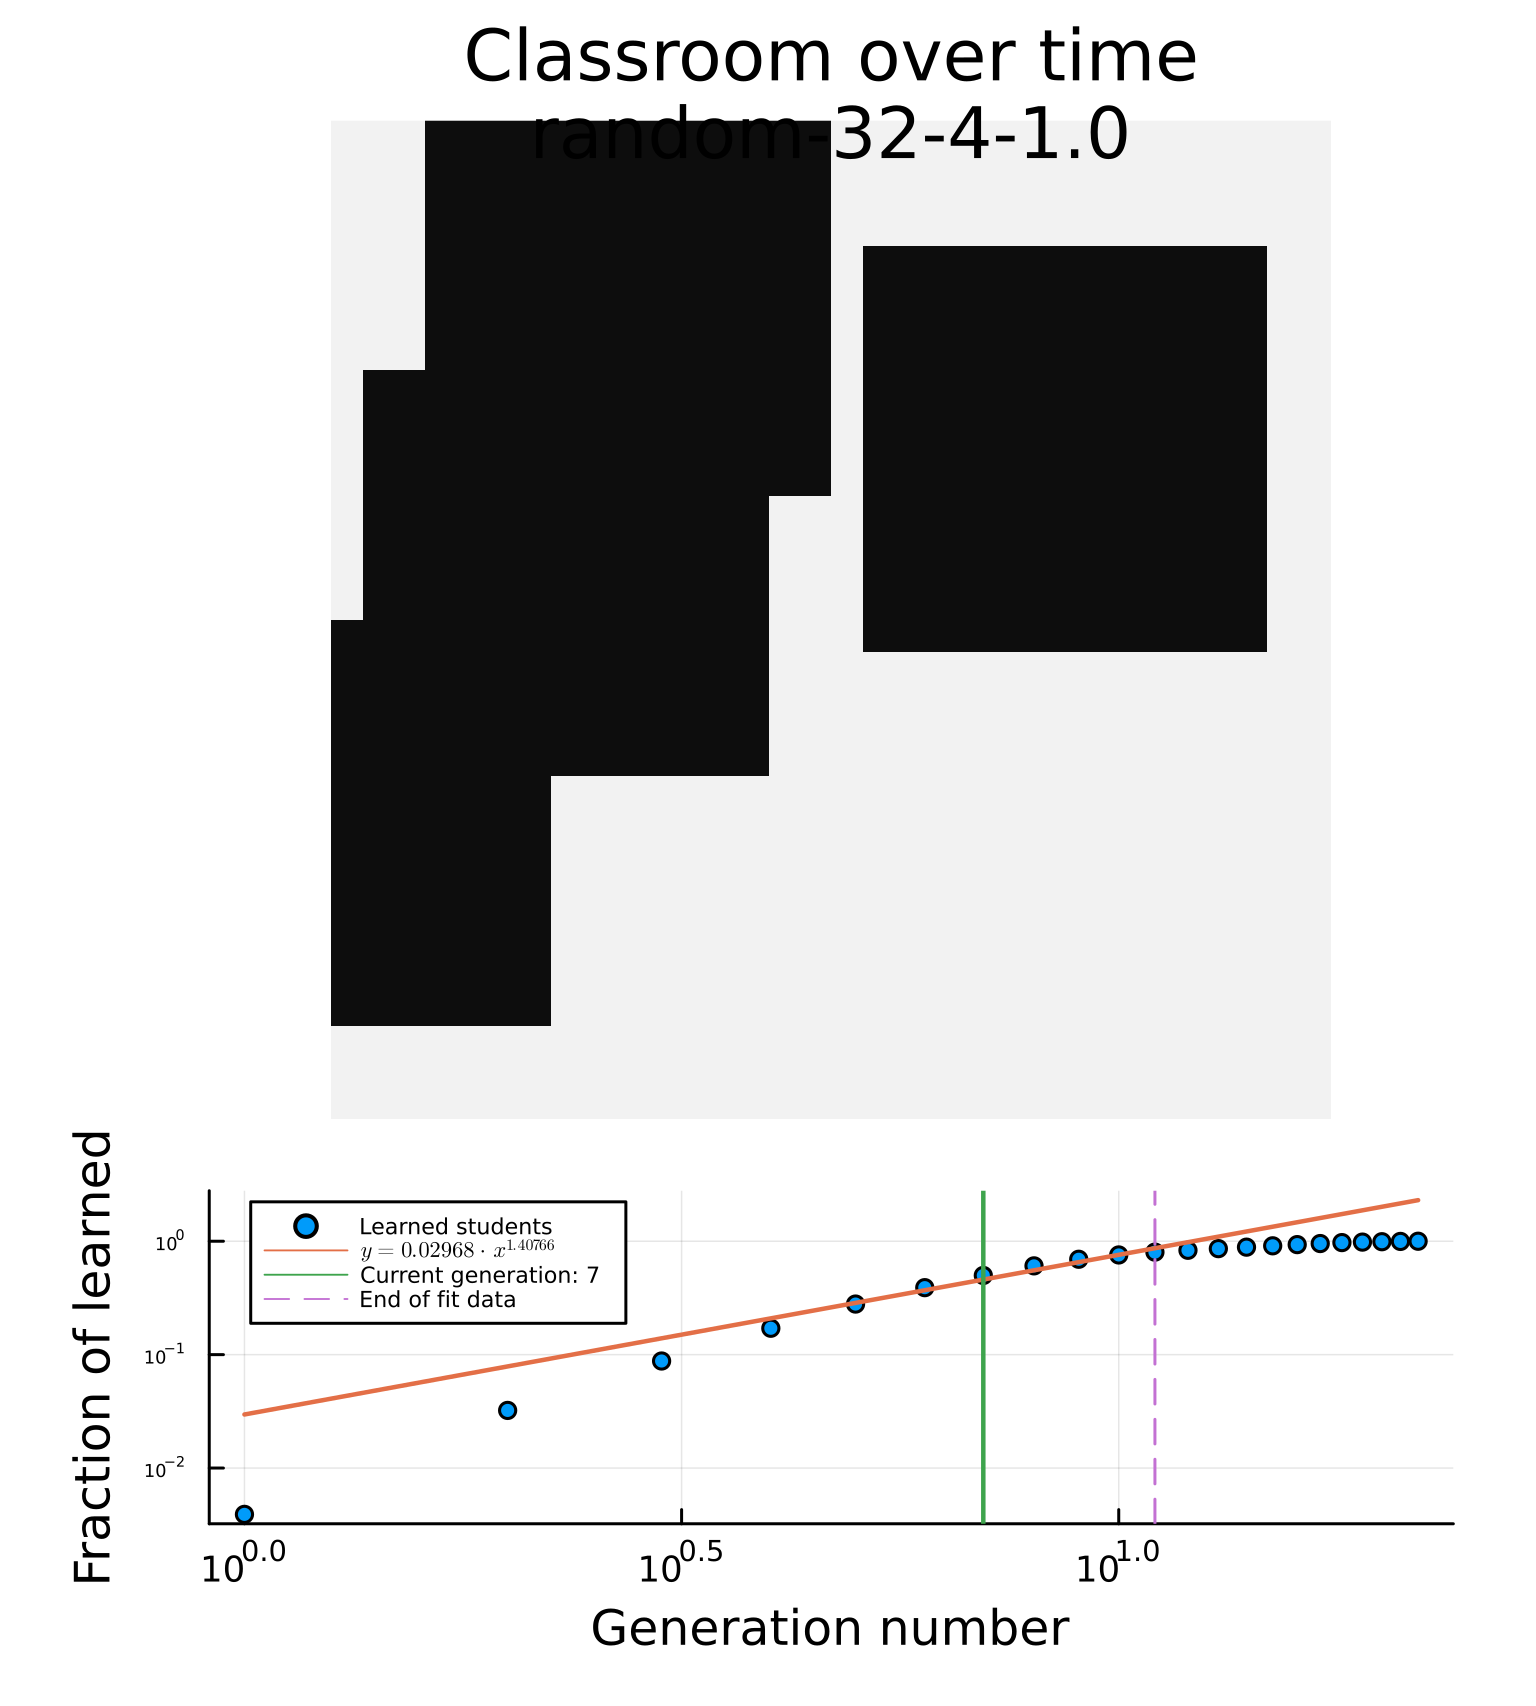 Classroom over time
random-32-4-1.0
Fraction of learned
10^0
10^−1
10^−2
Learned students
y = 0.02968 · x^1.40766
Current generation: 7
End of fit data
10^0.0
10^0.5
10^1.0
Generation number